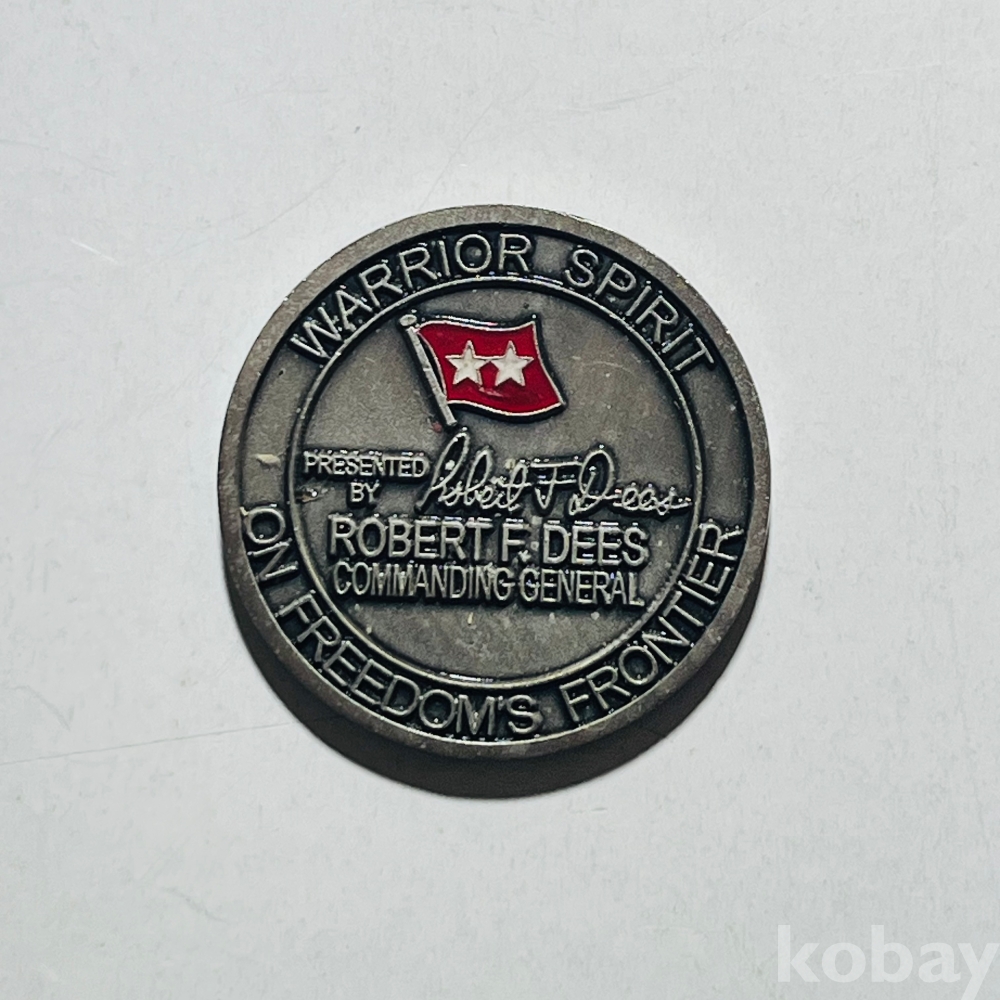 WARRIOR SPIRIT
PRESENTED
BY
Robert F. Dees
ROBERT F. DEES
COMMANDING GENERAL
ON FREEDOM'S FRONTIER
kobay